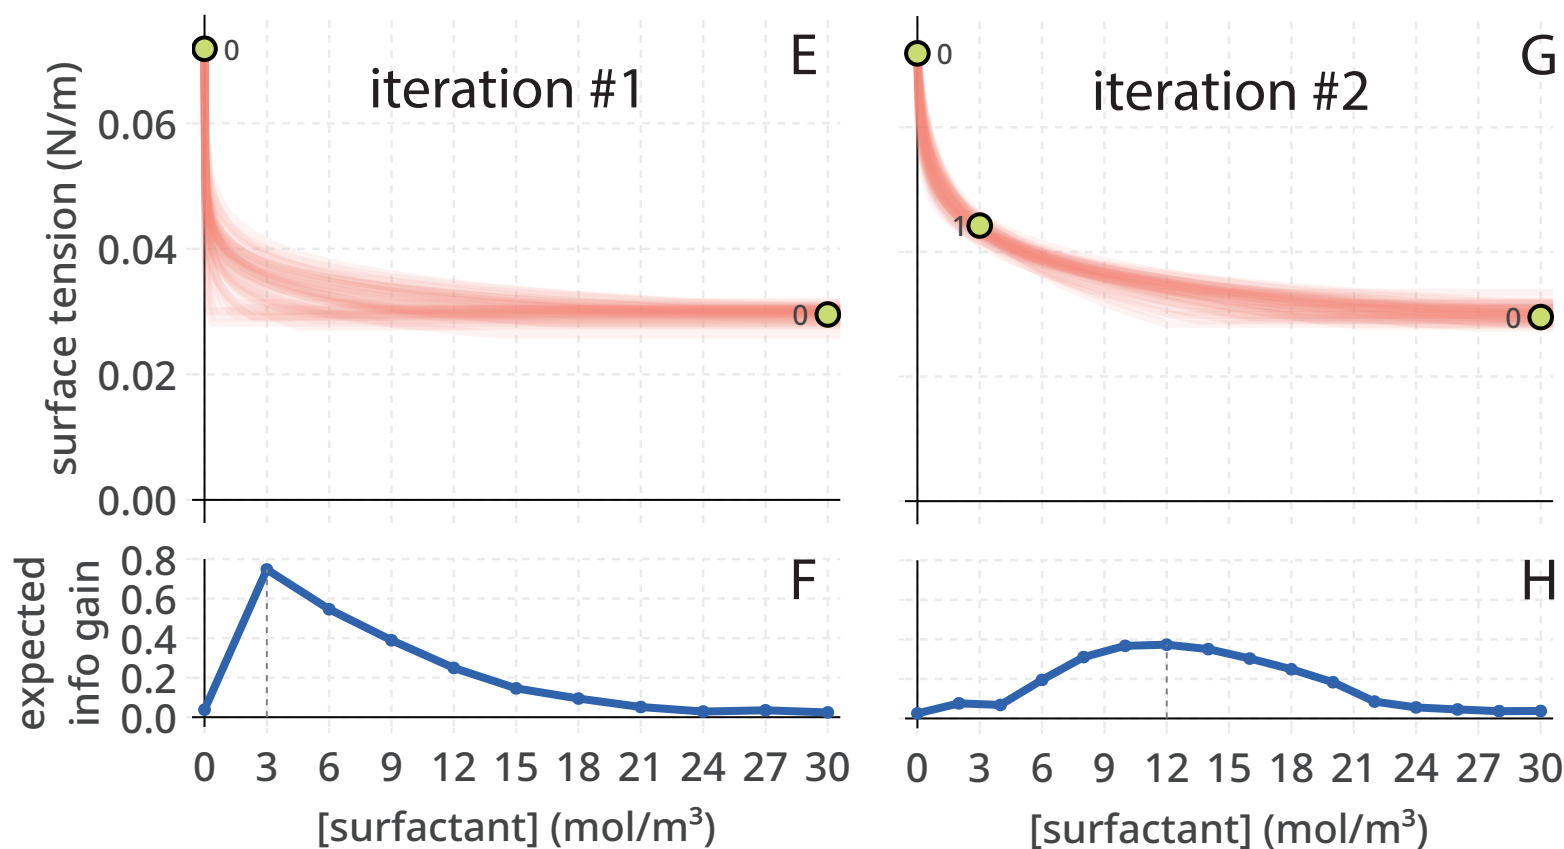 E
iteration #1
0
0
surface tension (N/m)
0.06
0.04
0.02
0.00
G
iteration #2
0
1
0
F
expected
info gain
0.8
0.6
0.4
0.2
0.0
0 3 6 9 12 15 18 21 24 27 30
[surfactant] (mol/m³)
H
0 3 6 9 12 15 18 21 24 27 30
[surfactant] (mol/m³)